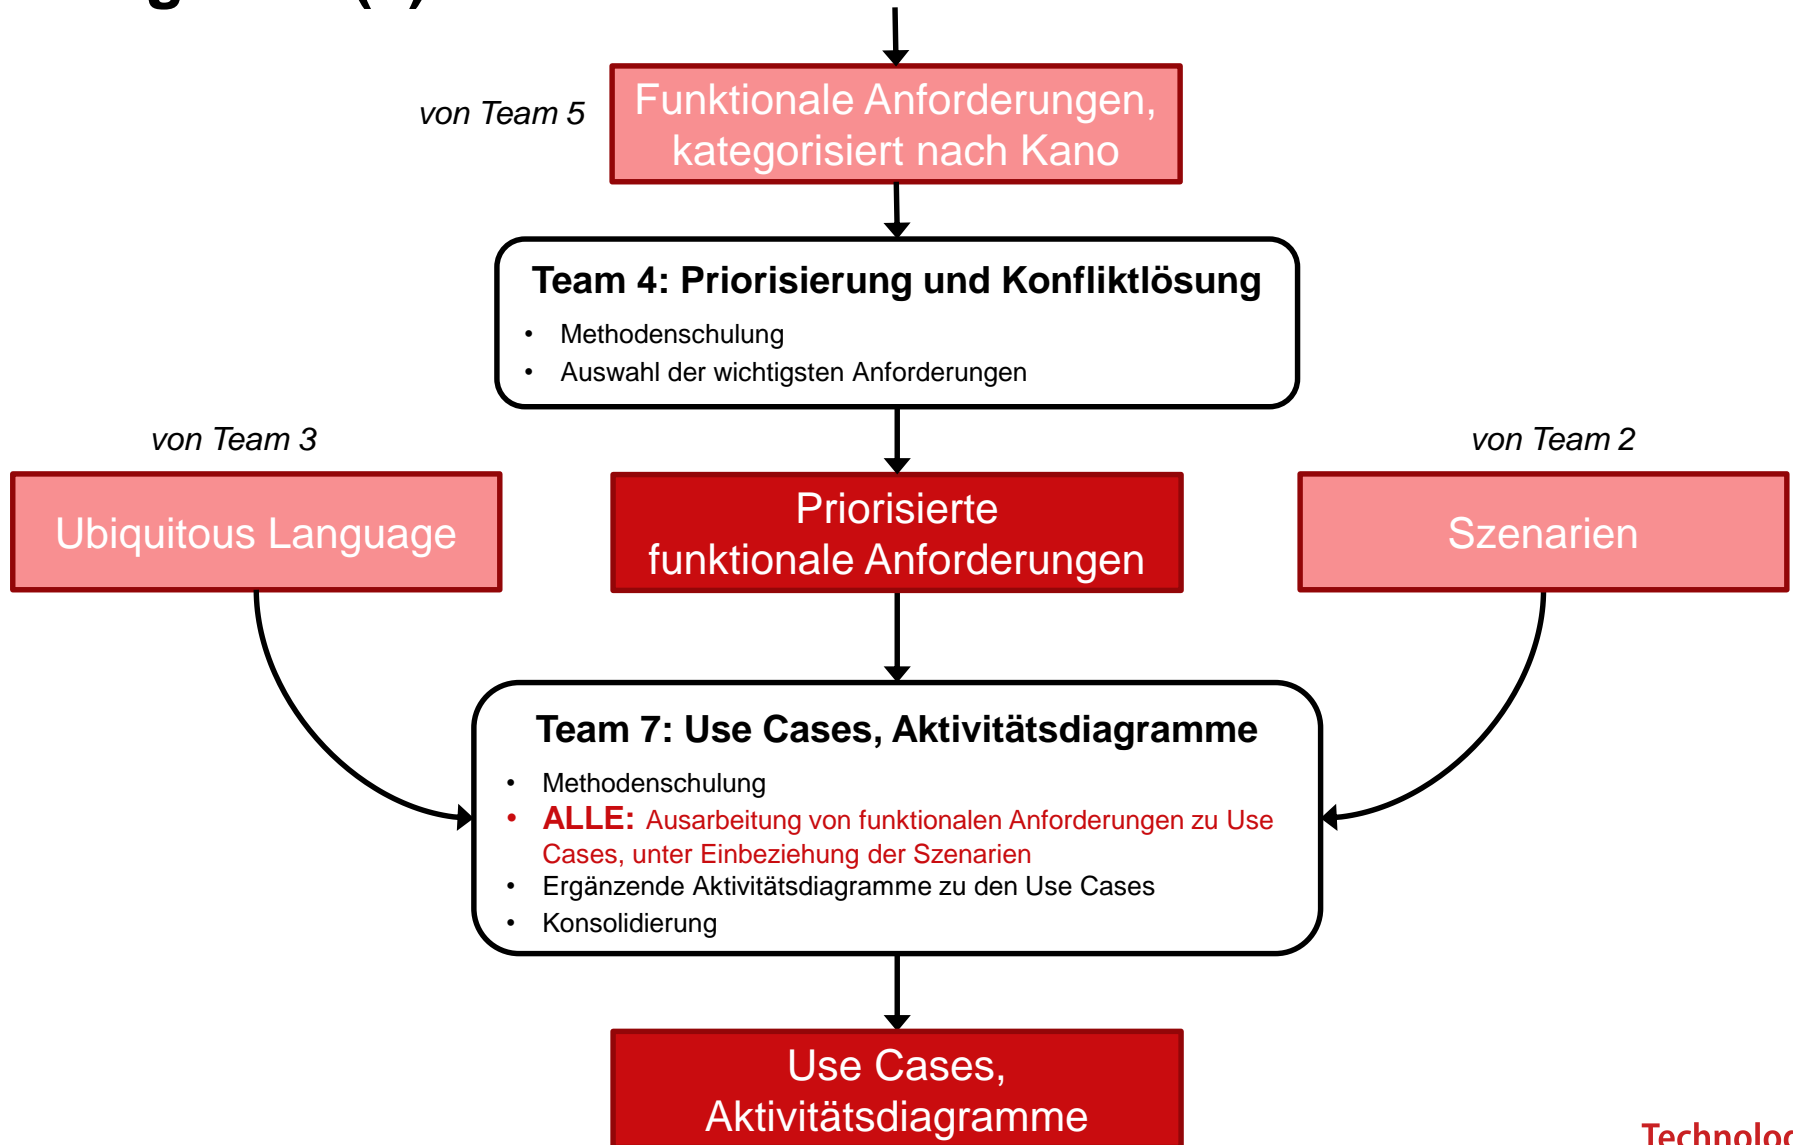 von Team 5
Funktionale Anforderungen,
kategorisiert nach Kano
Team 4: Priorisierung und Konfliktlösung
• Methodenschulung
• Auswahl der wichtigsten Anforderungen
von Team 3
von Team 2
Ubiquitous Language
Priorisierte
funktionale Anforderungen
Szenarien
Team 7: Use Cases, Aktivitätsdiagramme
• Methodenschulung
• ALLE: Ausarbeitung von funktionalen Anforderungen zu Use
Cases, unter Einbeziehung der Szenarien
• Ergänzende Aktivitätsdiagramme zu den Use Cases
• Konsolidierung
Use Cases,
Aktivitätsdiagramme